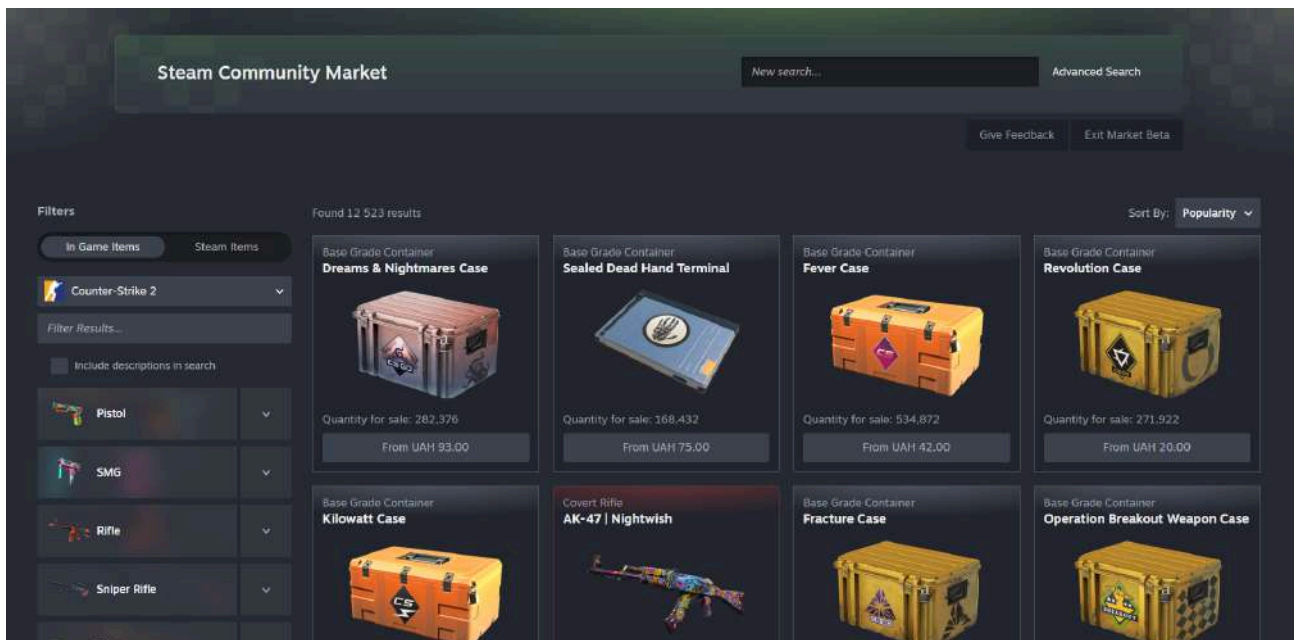 Steam Community Market
New search...
Advanced Search
Give Feedback
Exit Market Beta
Filters
In Game Items
Steam Items
Counter-Strike 2
Filter Results...
Include descriptions in search
Pistol
SMG
Rifle
Sniper Rifle
Found 12 523 results
Sort By: Popularity
Base Grade Container
Dreams & Nightmares Case
Quantity for sale: 282,376
From UAH 93.00
Base Grade Container
Sealed Dead Hand Terminal
Quantity for sale: 168,432
From UAH 75.00
Base Grade Container
Fever Case
Quantity for sale: 534,872
From UAH 42.00
Base Grade Container
Revolution Case
Quantity for sale: 271,922
From UAH 20.00
Base Grade Container
Kilowatt Case
Covert Rifle
AK-47 | Nightwish
Base Grade Container
Fracture Case
Base Grade Container
Operation Breakout Weapon Case